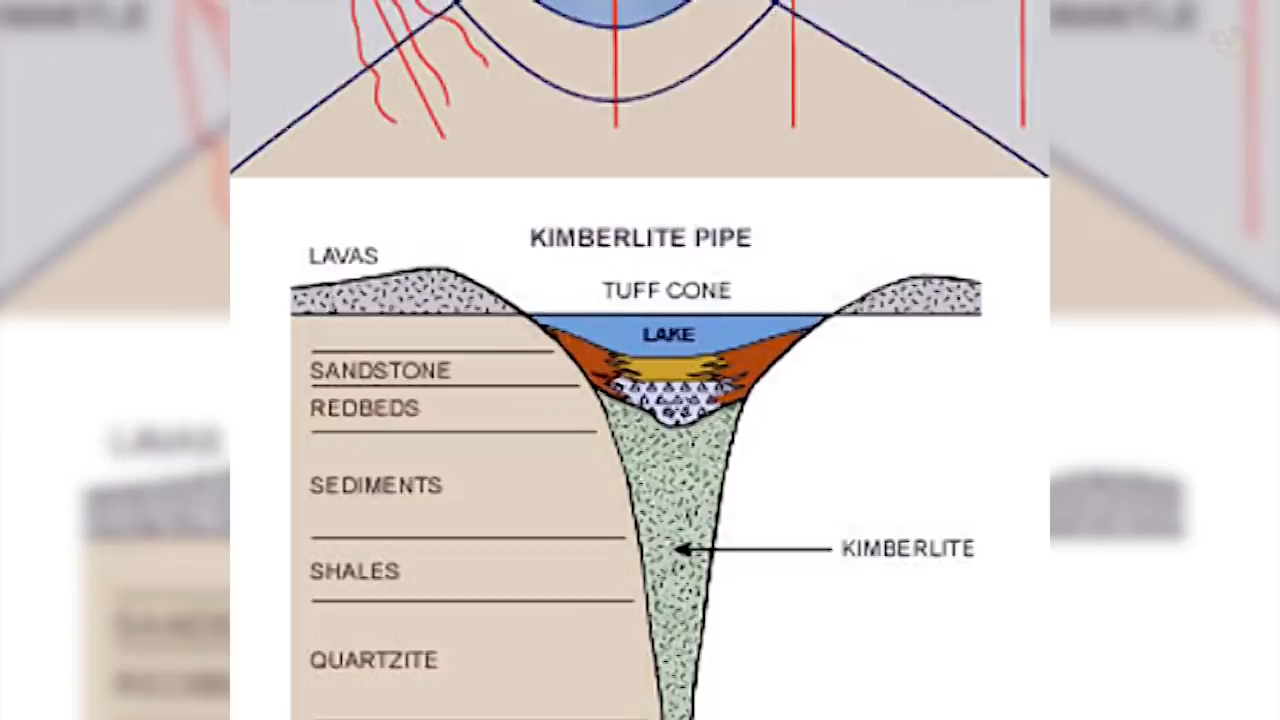 KIMBERLITE PIPE
LAVAS
TUFF CONE
LAKE
SANDSTONE
REDBEDS
SEDIMENTS
KIMBERLITE
SHALES
QUARTZITE